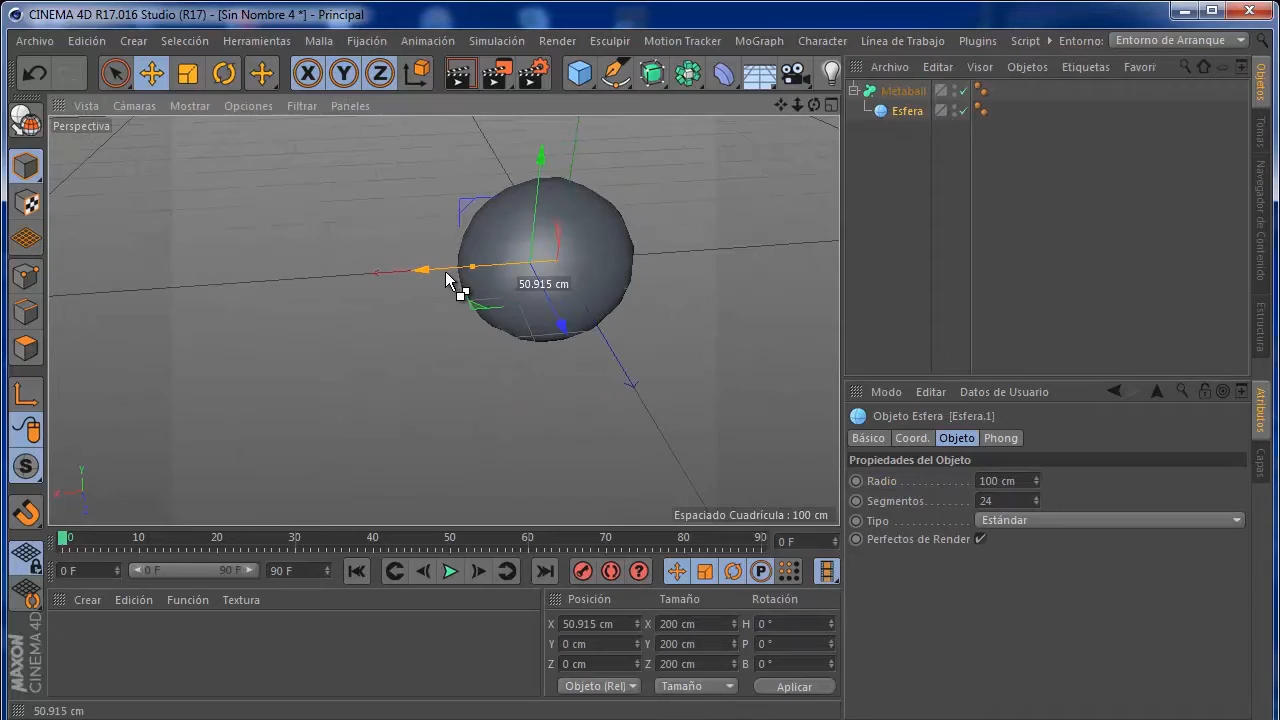 CINEMA 4D R17.016 Studio (R17) - [Sin Nombre 4 *] - Principal
Archivo Edición Crear Selección Herramientas Malla Fijación Animación Simulación Render Esculpir Motion Tracker MoGraph Character Línea de Trabajo Plugins Script Entorno: Entorno de Arranque
X Y Z
Archivo Editar Visor Objetos Etiquetas Favori
Vista Cámaras Mostrar Opciones Filtrar Paneles
Metaball
Esfera
Perspectiva
50.915 cm
Y
Espaciado Cuadrícula : 100 cm
Objetos
Tomas
Navegador de Contenido
Estructura
Atributos
Capas
Modo Editar Datos de Usuario
Objeto Esfera [Esfera.1]
Básico Coord. Objeto Phong
Propiedades del Objeto
Radio 100 cm
Segmentos 24
Tipo Estándar
Perfectos de Render
S
0 10 20 30 40 50 60 70 80 90 0 F
0 F 0 F 90 F 90 F P
Crear Edición Función Textura
Posición Tamaño Rotación
X 50.915 cm X 200 cm H 0 °
Y 0 cm Y 200 cm P 0 °
Z 0 cm Z 200 cm B 0 °
Objeto (Rel) Tamaño Aplicar
MAXON CINEMA 4D
50.915 cm